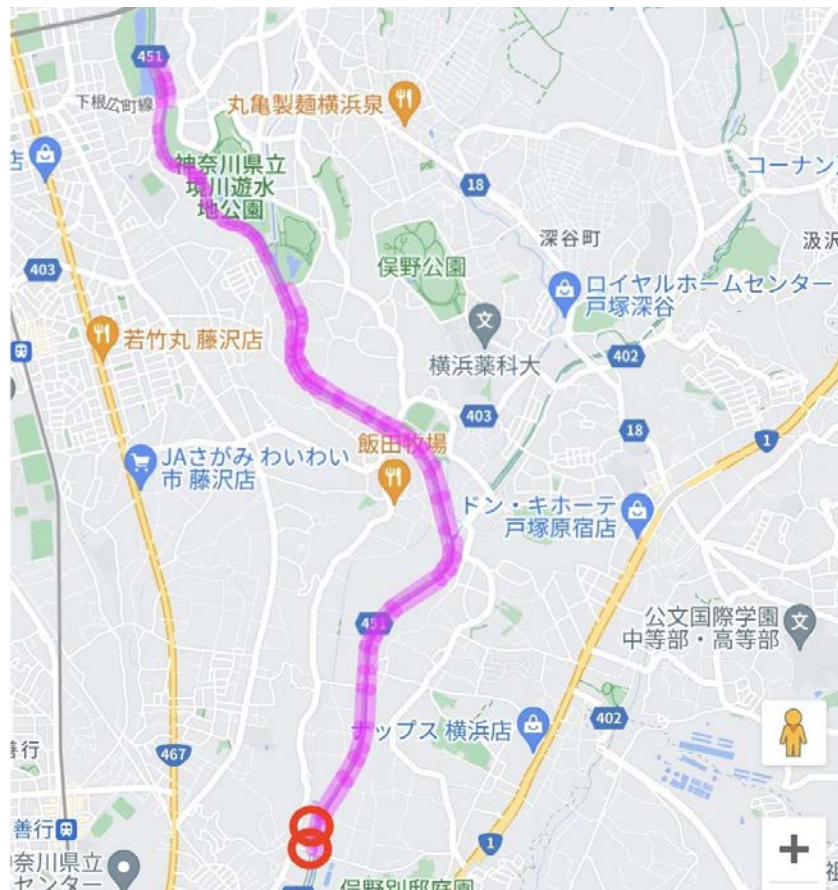 451
下根広町線
丸亀製麺横浜泉
店
神奈川県立
境川遊水
地公園
18
コーナン
深谷町
汲沢
403
俣野公園
ロイヤルホームセンター
戸塚深谷
若竹丸 藤沢店
横浜薬科大
402
403
18
1
飯田牧場
JAさがみ わいわい
市 藤沢店
ドン・キホーテ
戸塚原宿店
451
公文国際学園
中等部・高等部
ナップス 横浜店
402
善行
467
善行
1
奈川県立
センター
俣野別邸庭園